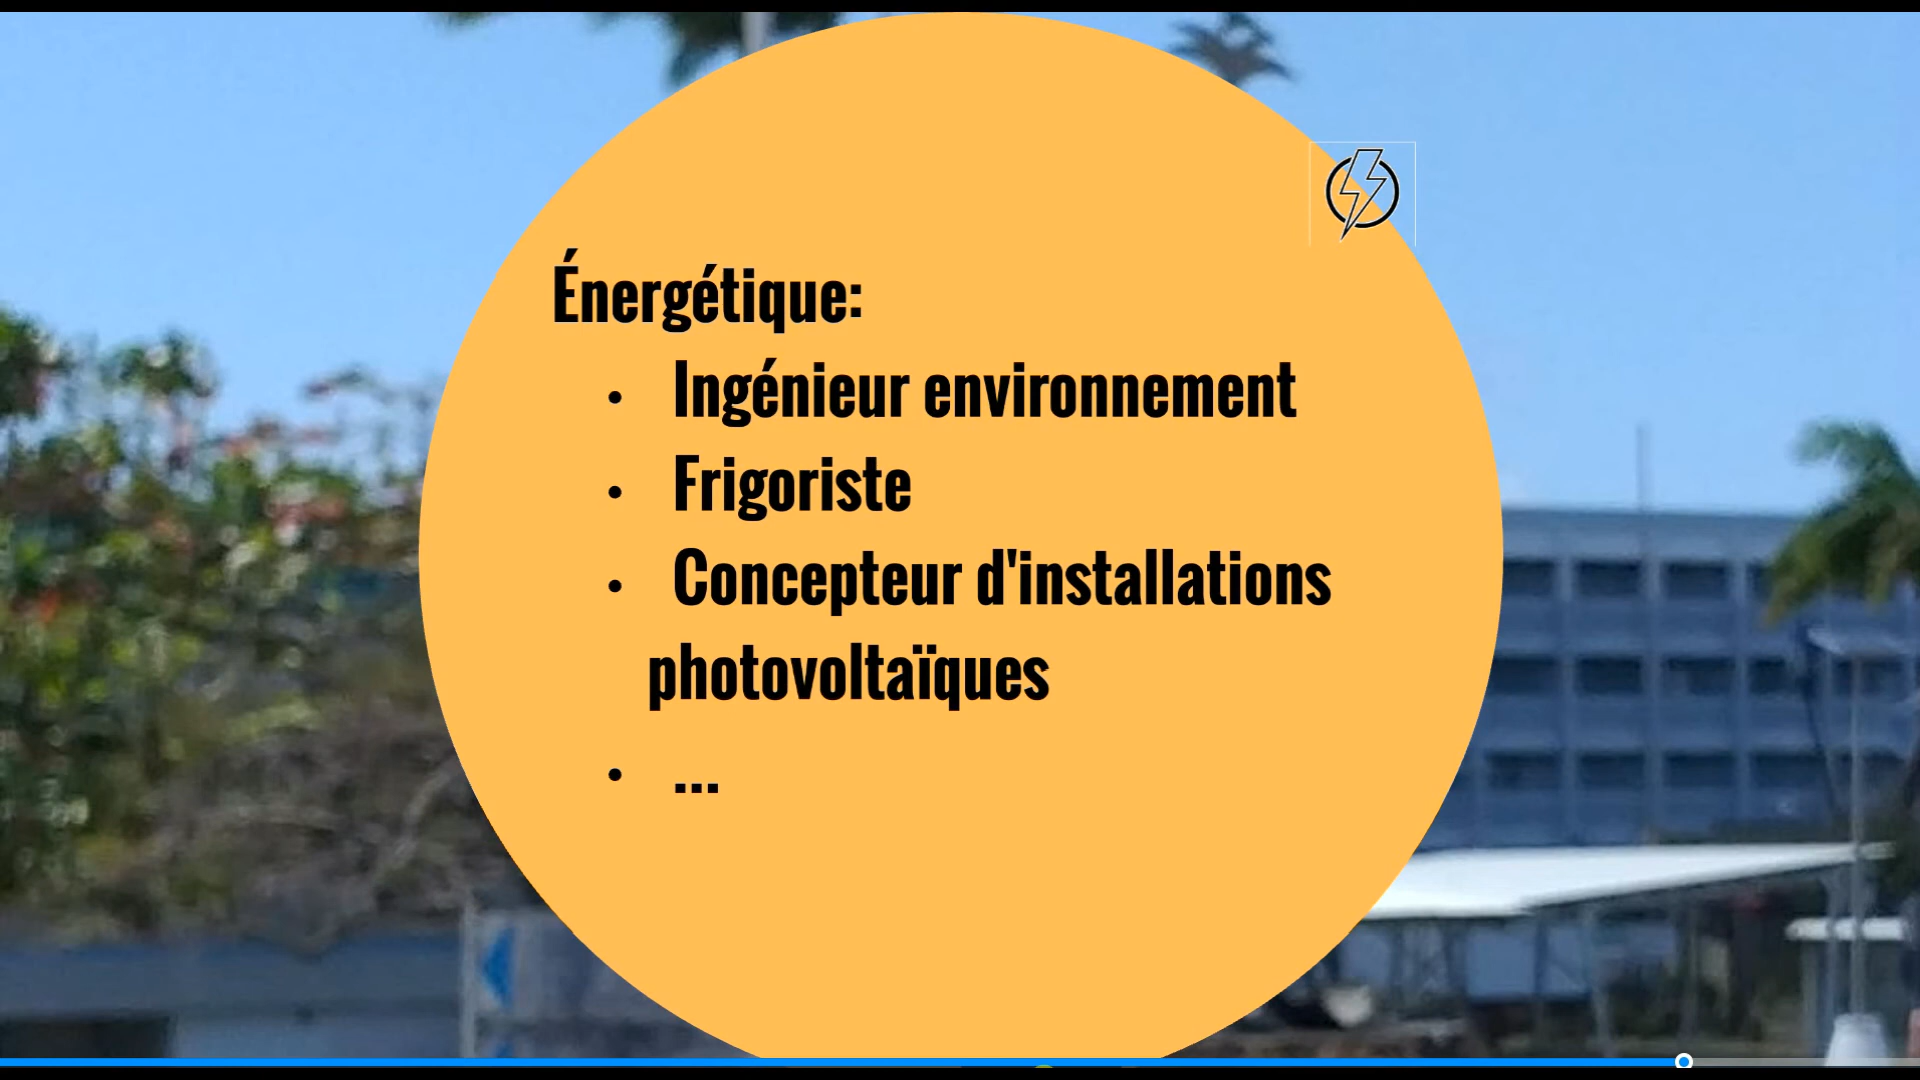 Énergétique:
• Ingénieur environnement
• Frigoriste
• Concepteur d'installations
photovoltaïques
• ...